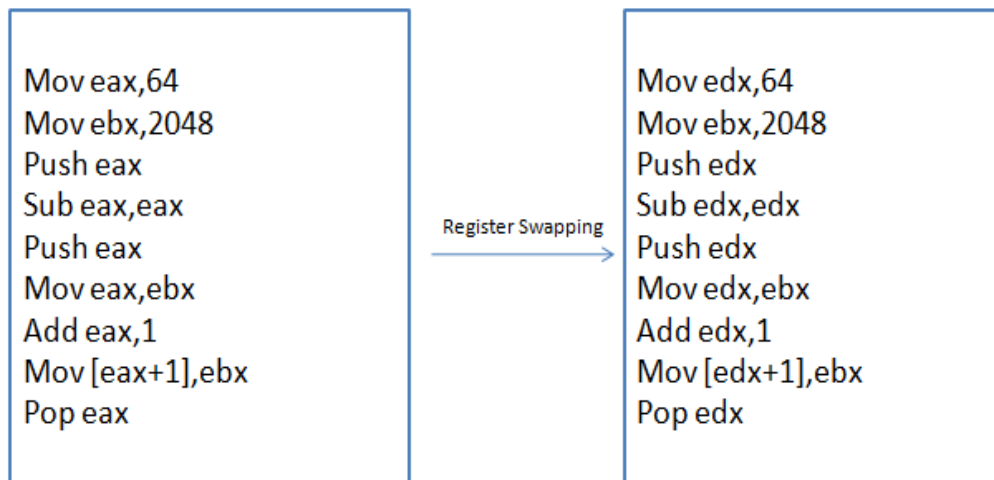 Mov eax,64
Mov ebx,2048
Push eax
Sub eax,eax
Push eax
Mov eax,ebx
Add eax,1
Mov [eax+1],ebx
Pop eax
Register Swapping
Mov edx,64
Mov ebx,2048
Push edx
Sub edx,edx
Push edx
Mov edx,ebx
Add edx,1
Mov [edx+1],ebx
Pop edx